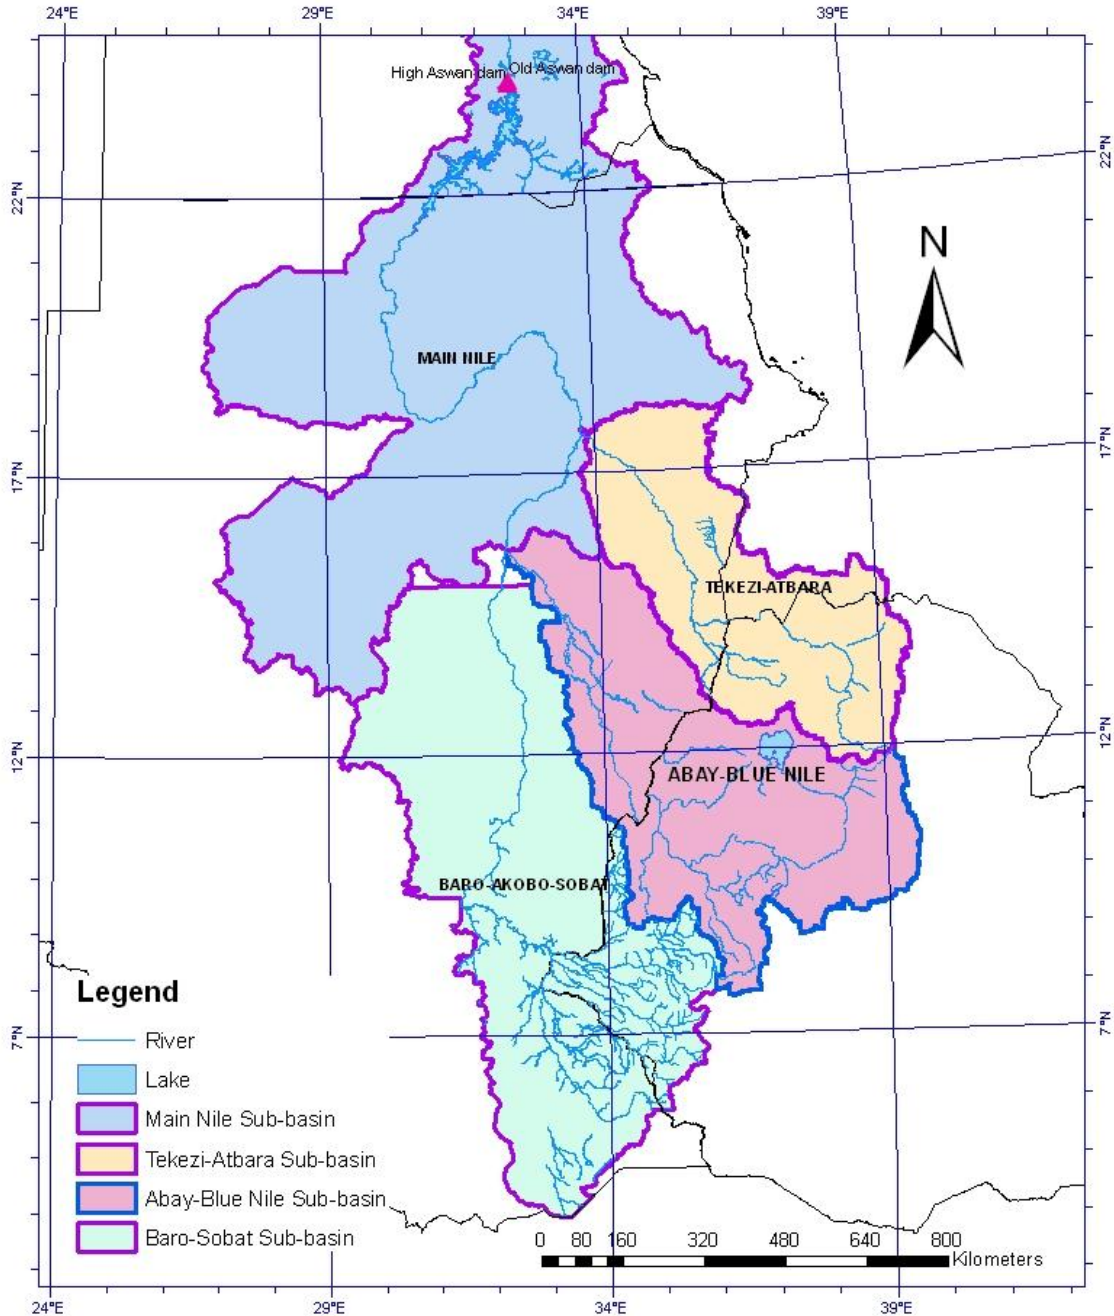 24°E 29°E 34°E 39°E
High Aswan dam Old Aswan dam
22°N 22°N
N
MAIN NILE
17°N 17°N
TEKEZI-ATBARA
12°N 12°N
ABAY-BLUE NILE
BARO-AKOBO-SOBAT
Legend
7°N 7°N
River
Lake
Main Nile Sub-basin
Tekezi-Atbara Sub-basin
Abay-Blue Nile Sub-basin
Baro-Sobat Sub-basin
0 80 160 320 480 640 800
Kilometers
24°E 29°E 34°E 39°E